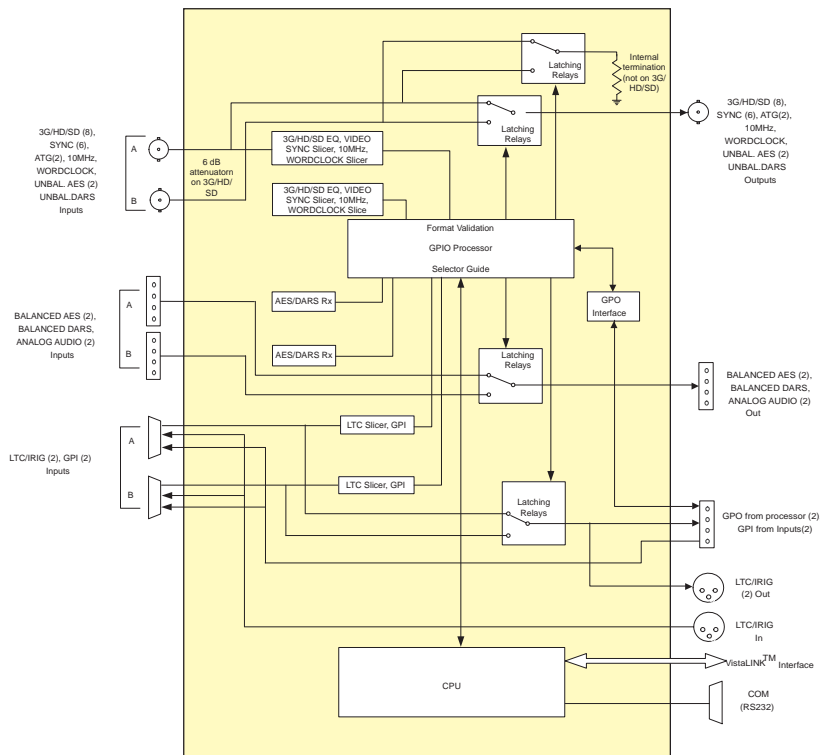 Latching
Relays
Internal
termination
(not on 3G/
HD/SD)
3G/HD/SD (8),
SYNC (6),
ATG(2), 10MHz,
WORDCLOCK,
UNBAL. AES (2)
UNBAL.DARS
Inputs
A
B
6 dB
attenuatorn
on 3G/HD/
SD
3G/HD/SD EQ, VIDEO
SYNC Slicer, 10MHz,
WORDCLOCK Slicer
3G/HD/SD EQ, VIDEO
SYNC Slicer, 10MHz,
WORDCLOCK Slice
Latching
Relays
3G/HD/SD (8),
SYNC (6), ATG(2),
10MHz,
WORDCLOCK,
UNBAL. AES (2)
UNBAL.DARS
Outputs
Format Validation
GPIO Processor
Selector Guide
GPO
Interface
BALANCED AES (2),
BALANCED DARS,
ANALOG AUDIO (2)
Inputs
A
B
AES/DARS Rx
AES/DARS Rx
Latching
Relays
BALANCED AES (2),
BALANCED DARS,
ANALOG AUDIO (2)
Out
LTC/IRIG (2), GPI (2)
Inputs
A
B
LTC Slicer, GPI
LTC Slicer, GPI
Latching
Relays
GPO from processor (2)
GPI from Inputs(2)
LTC/IRIG
(2) Out
LTC/IRIG
In
VistaLINK™ Interface
CPU
COM
(RS232)